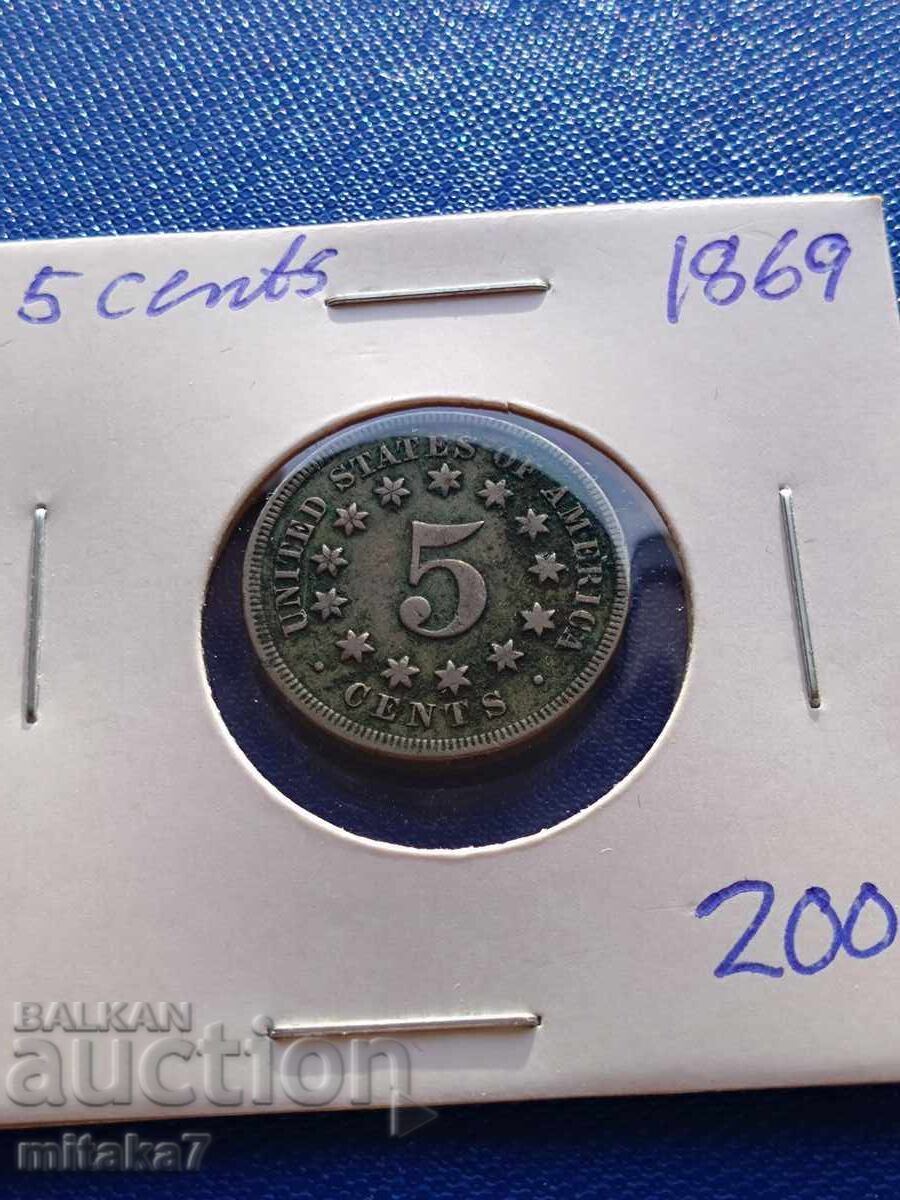 5 cents
1869
UNITED STATES OF AMERICA
5
· CENTS ·
200
BALKAN
auction
mitaka7